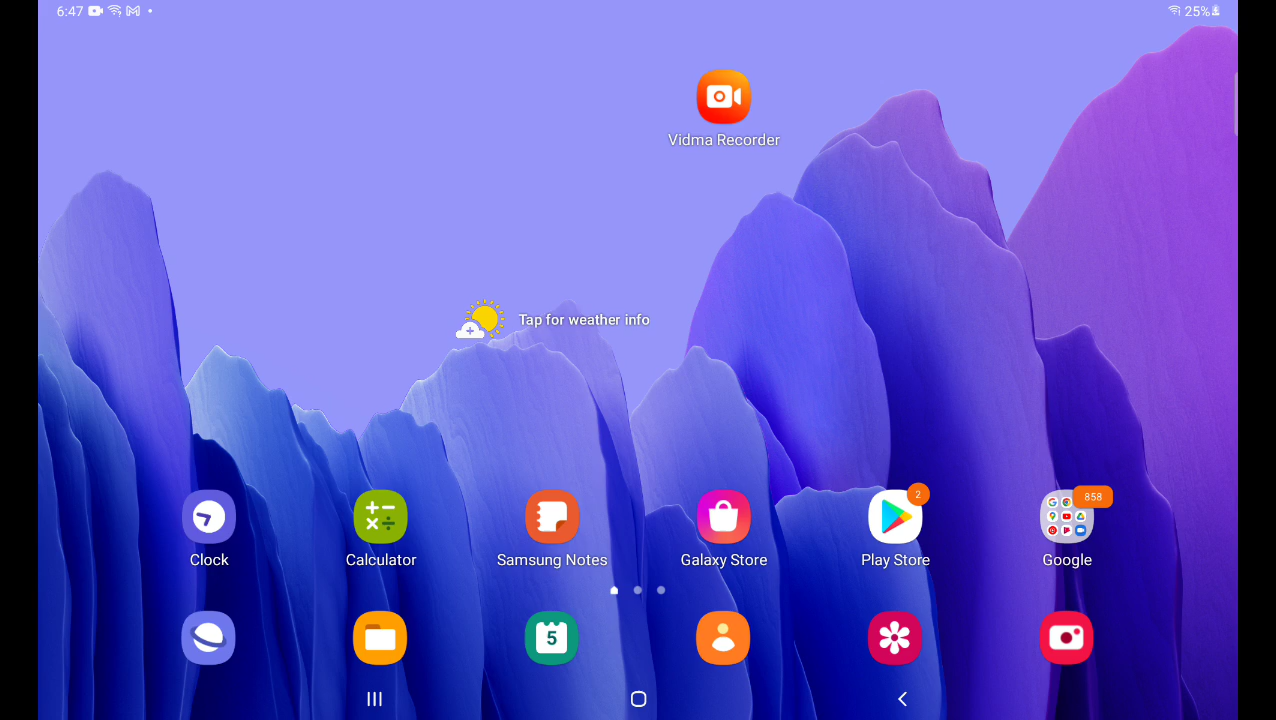 6:47
25%
Vidma Recorder
Tap for weather info
2
858
Clock
Calculator
Samsung Notes
Galaxy Store
Play Store
Google
5